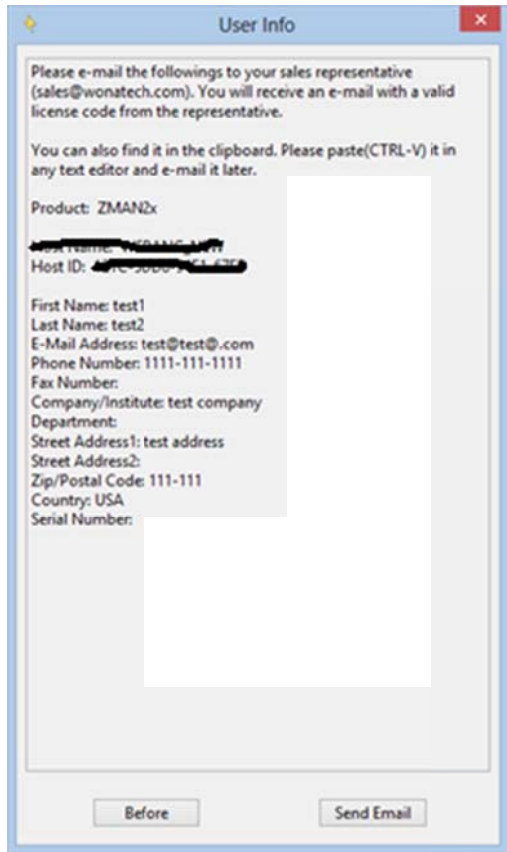 User Info
Please e-mail the followings to your sales representative
(sales@wonatech.com). You will receive an e-mail with a valid
license code from the representative.
You can also find it in the clipboard. Please paste(CTRL-V) it in
any text editor and e-mail it later.
Product: ZMAN2x
Host ID:
First Name: test1
Last Name: test2
E-Mail Address: test@test@.com
Phone Number: 1111-111-1111
Fax Number:
Company/Institute: test company
Department:
Street Address1: test address
Street Address2:
Zip/Postal Code: 111-111
Country: USA
Serial Number:
Before
Send Email